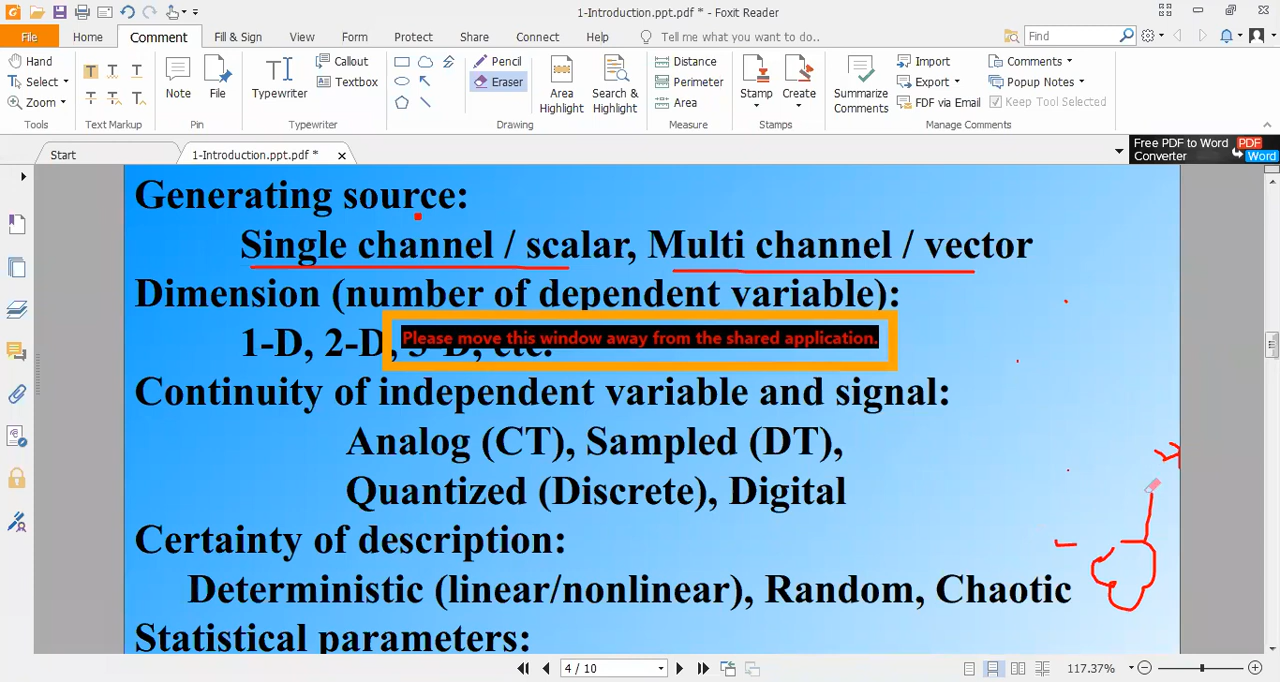 1-Introduction.ppt.pdf * - Foxit Reader
File Home Comment Fill & Sign View Form Protect Share Connect Help Tell me what you want to do.. Find
Hand
Select
Zoom
Tools
Text Markup
Note
File
Pin
Typewriter
Callout
Textbox
Typewriter
Pencil
Eraser
Area Highlight
Search & Highlight
Drawing
Distance
Perimeter
Area
Measure
Stamp
Create
Stamps
Summarize Comments
Import
Export
FDF via Email
Comments
Popup Notes
Keep Tool Selected
Manage Comments
Start
1-Introduction.ppt.pdf *
Free PDF to Word Converter
PDF
Word
Generating source:
Single channel / scalar, Multi channel / vector
Dimension (number of dependent variable):
1-D, 2-D, 3-D, etc.
Please move this window away from the shared application.
Continuity of independent variable and signal:
Analog (CT), Sampled (DT),
Quantized (Discrete), Digital
Certainty of description:
Deterministic (linear/nonlinear), Random, Chaotic
Statistical parameters:
4 / 10
117.37%